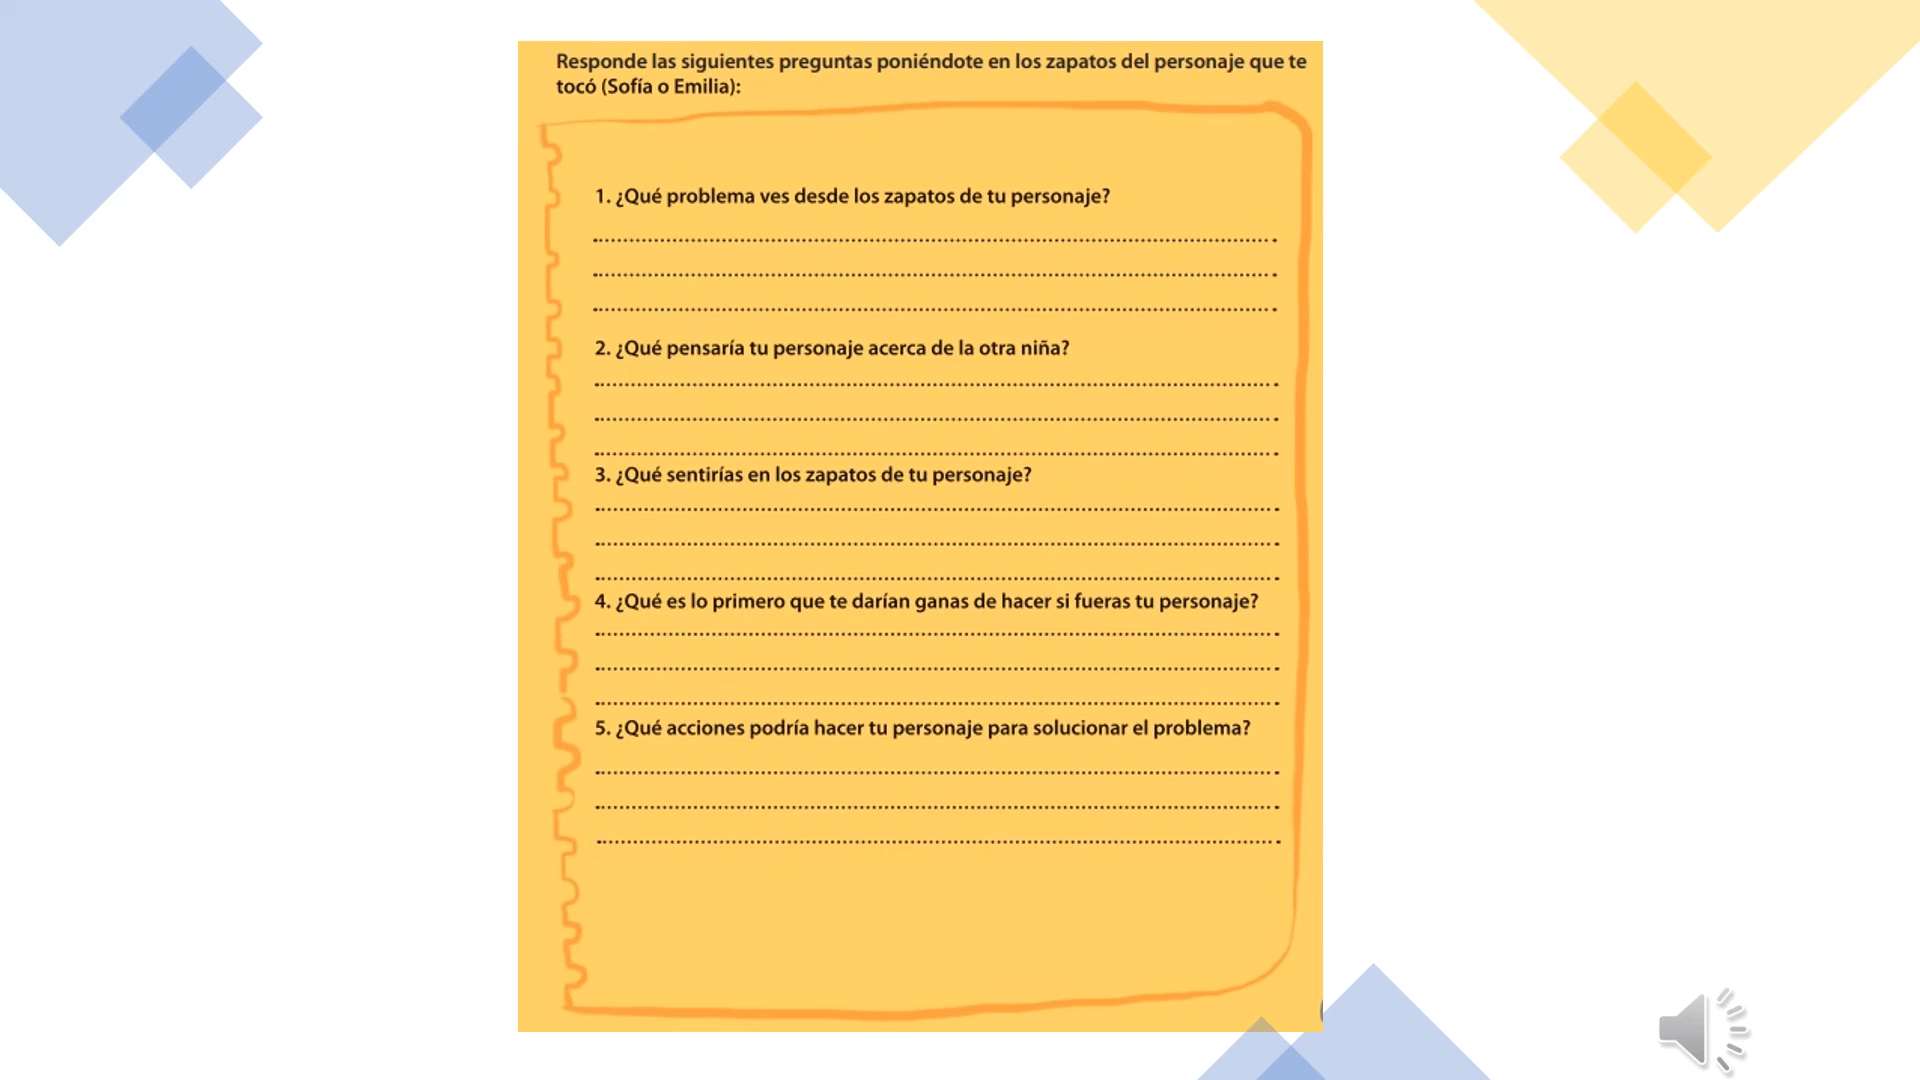 Responde las siguientes preguntas poniéndote en los zapatos del personaje que te
tocó (Sofía o Emilia):
1. ¿Qué problema ves desde los zapatos de tu personaje?
2. ¿Qué pensaría tu personaje acerca de la otra niña?
3. ¿Qué sentirías en los zapatos de tu personaje?
4. ¿Qué es lo primero que te darían ganas de hacer si fueras tu personaje?
5. ¿Qué acciones podría hacer tu personaje para solucionar el problema?